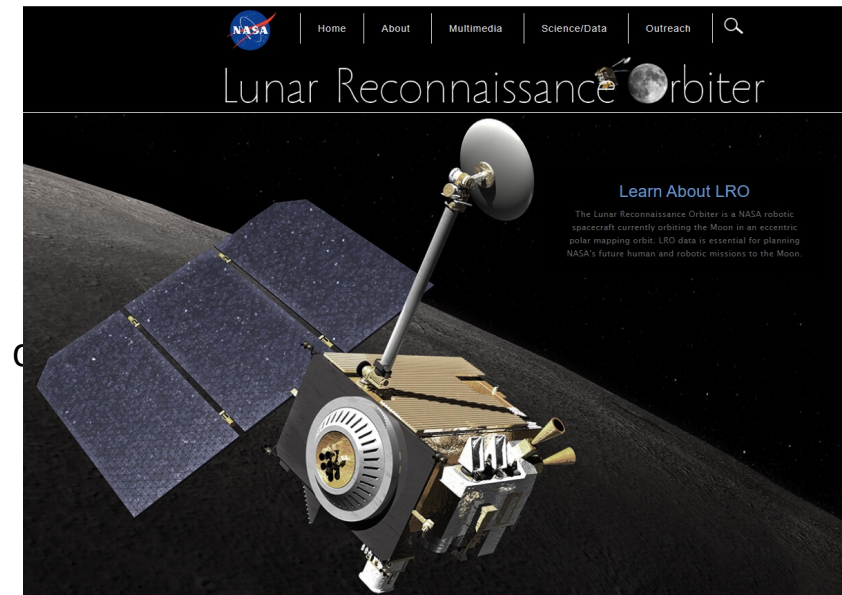 NASA
Home
About
Multimedia
Science/Data
Outreach
Lunar Reconnaissance Orbiter
Learn About LRO
The Lunar Reconnaissance Orbiter is a NASA robotic
spacecraft currently orbiting the Moon in an eccentric
polar mapping orbit. LRO data is essential for planning
NASA's future human and robotic missions to the Moon.